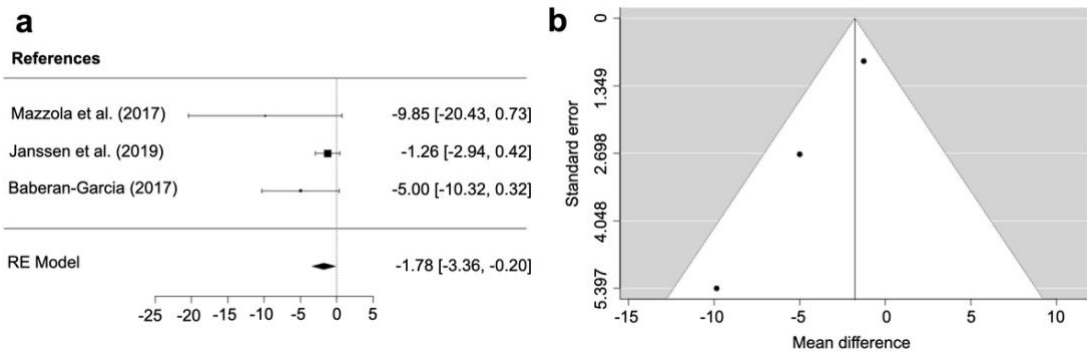 a
References
Mazzola et al. (2017) -9.85 [-20.43, 0.73]
Janssen et al. (2019) -1.26 [-2.94, 0.42]
Baberan-Garcia (2017) -5.00 [-10.32, 0.32]
RE Model -1.78 [-3.36, -0.20]
-25 -20 -15 -10 -5 0 5
b
Standard error
0
1.349
2.698
4.048
5.397
-15 -10 -5 0 5 10
Mean difference